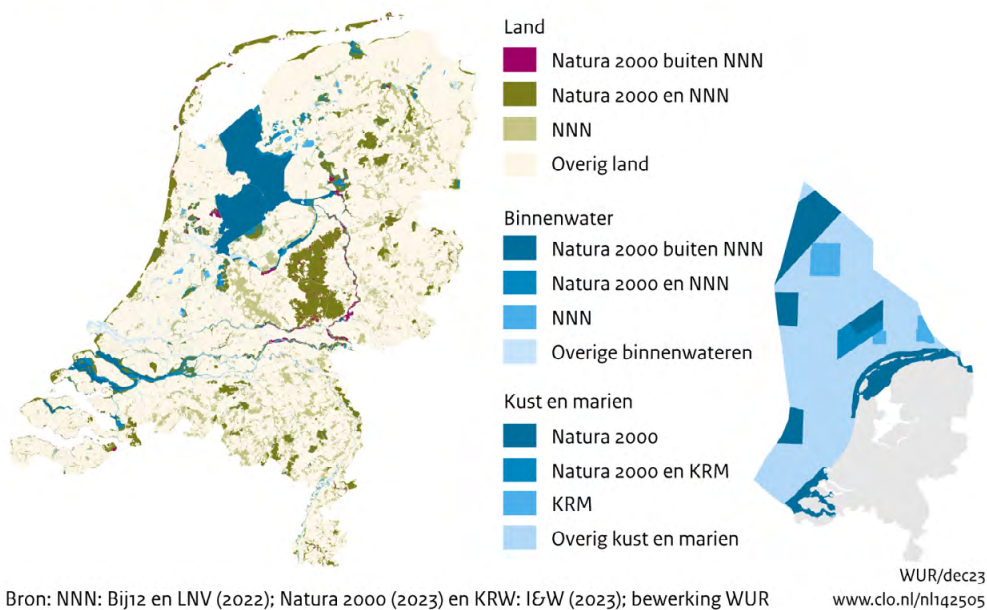 Land
Natura 2000 buiten NNN
Natura 2000 en NNN
NNN
Overig land
Binnenwater
Natura 2000 buiten NNN
Natura 2000 en NNN
NNN
Overige binnenwateren
Kust en marien
Natura 2000
Natura 2000 en KRM
KRM
Overig kust en marien
WUR/dec23
Bron: NNN: Bij12 en LNV (2022); Natura 2000 (2023) en KRW: I&W (2023); bewerking WUR
www.clo.nl/nl142505